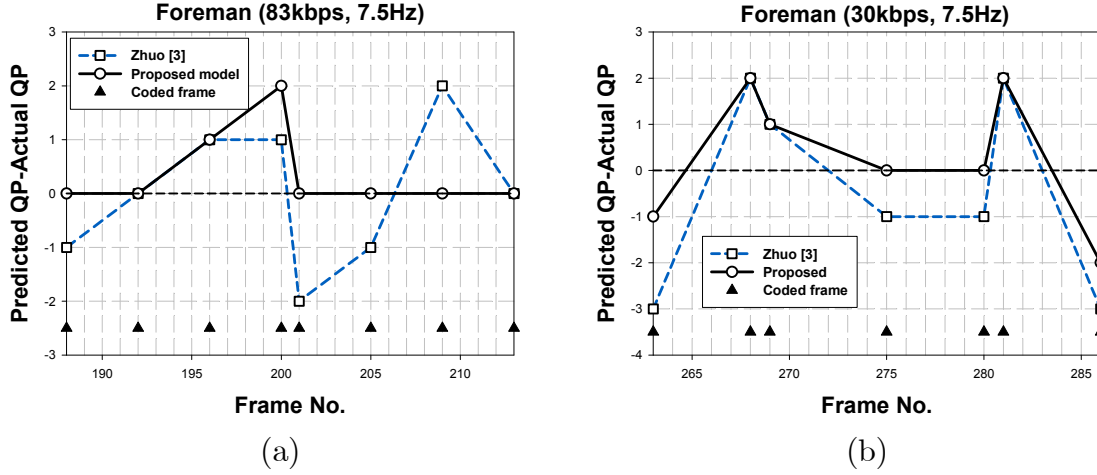 Foreman (83kbps, 7.5Hz)
Predicted QP-Actual QP
3
2
1
0
-1
-2
-3
Zhuo [3]
Proposed model
Coded frame
190
195
200
205
210
Frame No.
(a)
Foreman (30kbps, 7.5Hz)
Predicted QP-Actual QP
3
2
1
0
-1
-2
-3
-4
Zhuo [3]
Proposed
Coded frame
265
270
275
280
285
Frame No.
(b)